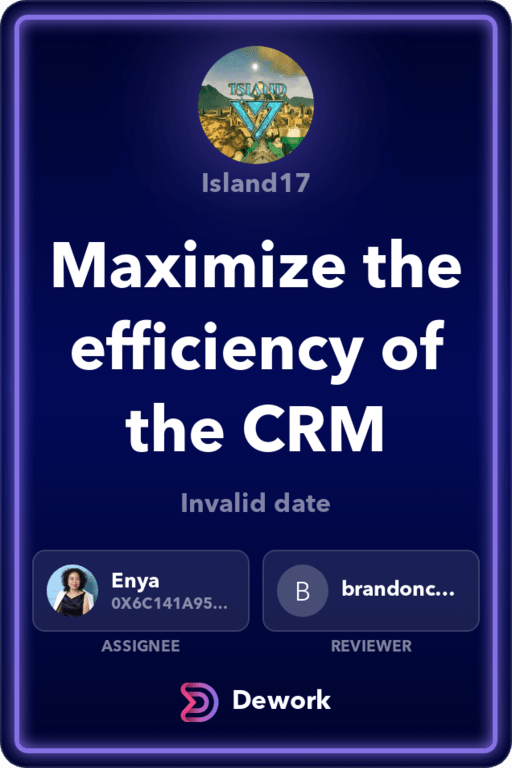 ISLAND
Island17
Maximize the
efficiency of
the CRM
Invalid date
Enya
0X6C141A95...
ASSIGNEE
B
brandonc...
REVIEWER
Dework